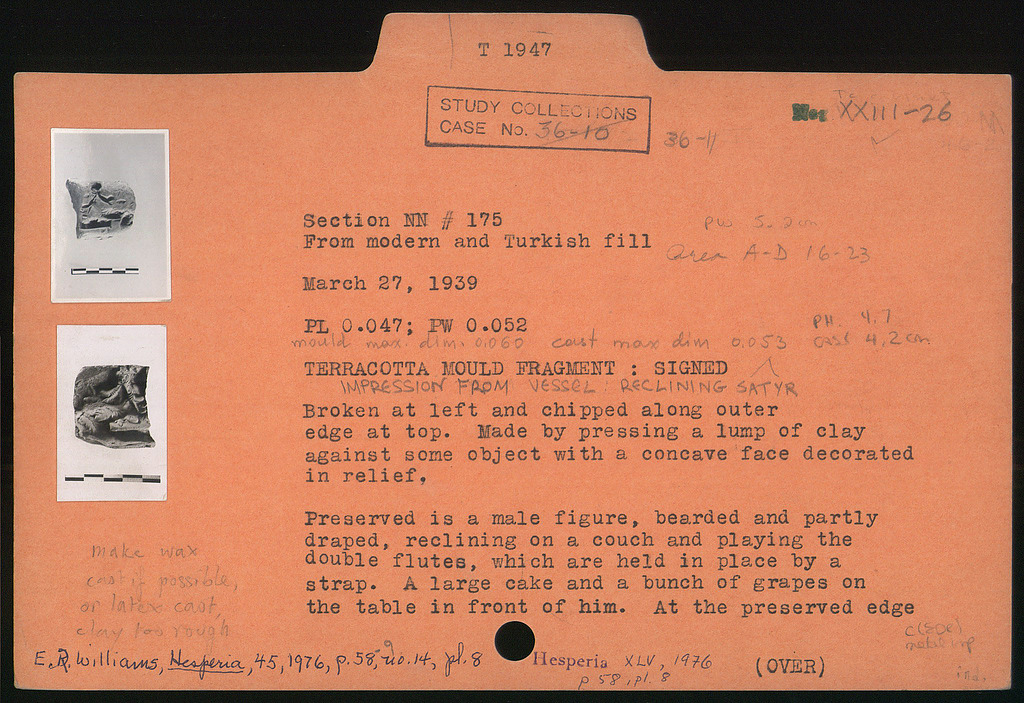 T 1947
STUDY COLLECTIONS
CASE No. 36-10
36-11
XXIII-26
Section NN # 175
From modern and Turkish fill
PW 5.2 cm
Area A-D 16-23
March 27, 1939
PL 0.047; PW 0.052
PH. 4.7
mould max. dim. 0.060 cast max dim 0.053
cast 4,2 cm
TERRACOTTA MOULD FRAGMENT : SIGNED
IMPRESSION FROM VESSEL: RECLINING SATYR
Broken at left and chipped along outer
edge at top. Made by pressing a lump of clay
against some object with a concave face decorated
in relief.
Preserved is a male figure, bearded and partly
draped, reclining on a couch and playing the
double flutes, which are held in place by a
strap. A large cake and a bunch of grapes on
the table in front of him. At the preserved edge
make wax
cast if possible,
or latex cast,
clay too rough
E.R. Williams, Hesperia, 45, 1976, p. 58, no. 14, pl. 8
Hesperia XLV, 1976
p 58, pl. 8
(OVER)